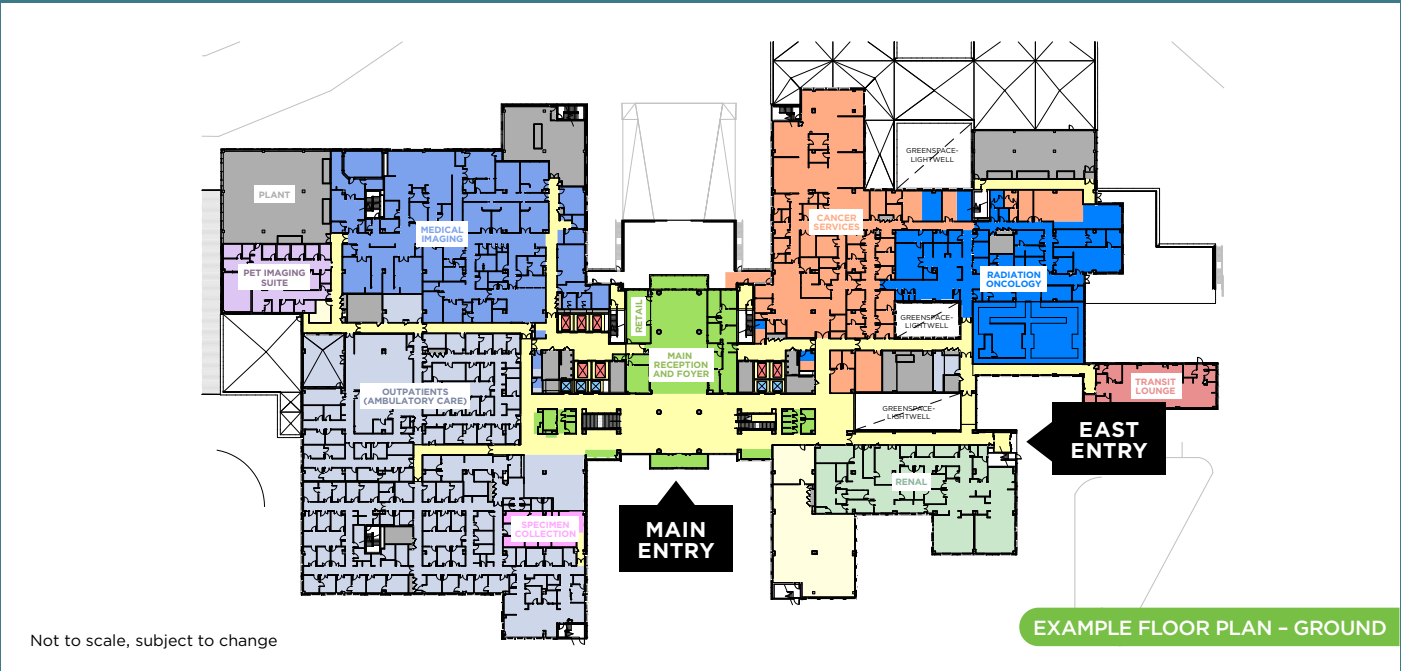 PLANT
MEDICAL
IMAGING
PET IMAGING
SUITE
OUTPATIENTS
(AMBULATORY CARE)
SPECIMEN
COLLECTION
RETAIL
MAIN
RECEPTION
AND FOYER
CANCER
SERVICES
GREENSPACE-
LIGHTWELL
RADIATION
ONCOLOGY
GREENSPACE-
LIGHTWELL
GREENSPACE-
LIGHTWELL
TRANSIT
LOUNGE
RENAL
EAST
ENTRY
MAIN
ENTRY
Not to scale, subject to change
EXAMPLE FLOOR PLAN – GROUND